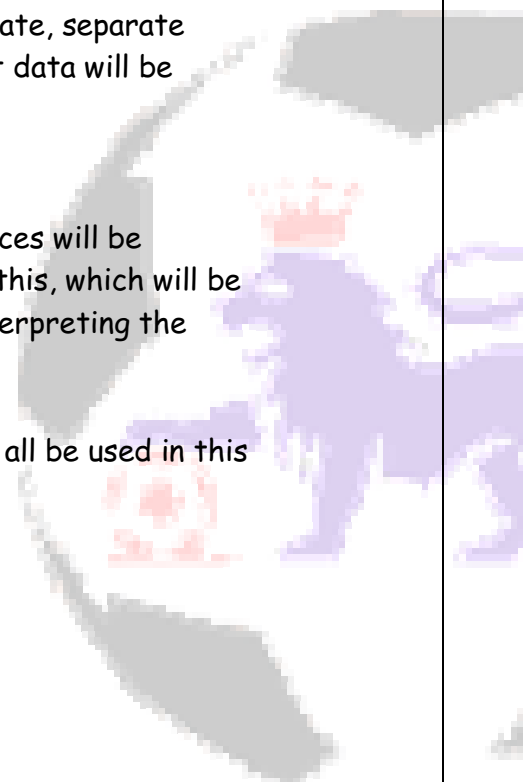 ate, separate
data will be
ces will be
this, which will be
erpreting the
all be used in this